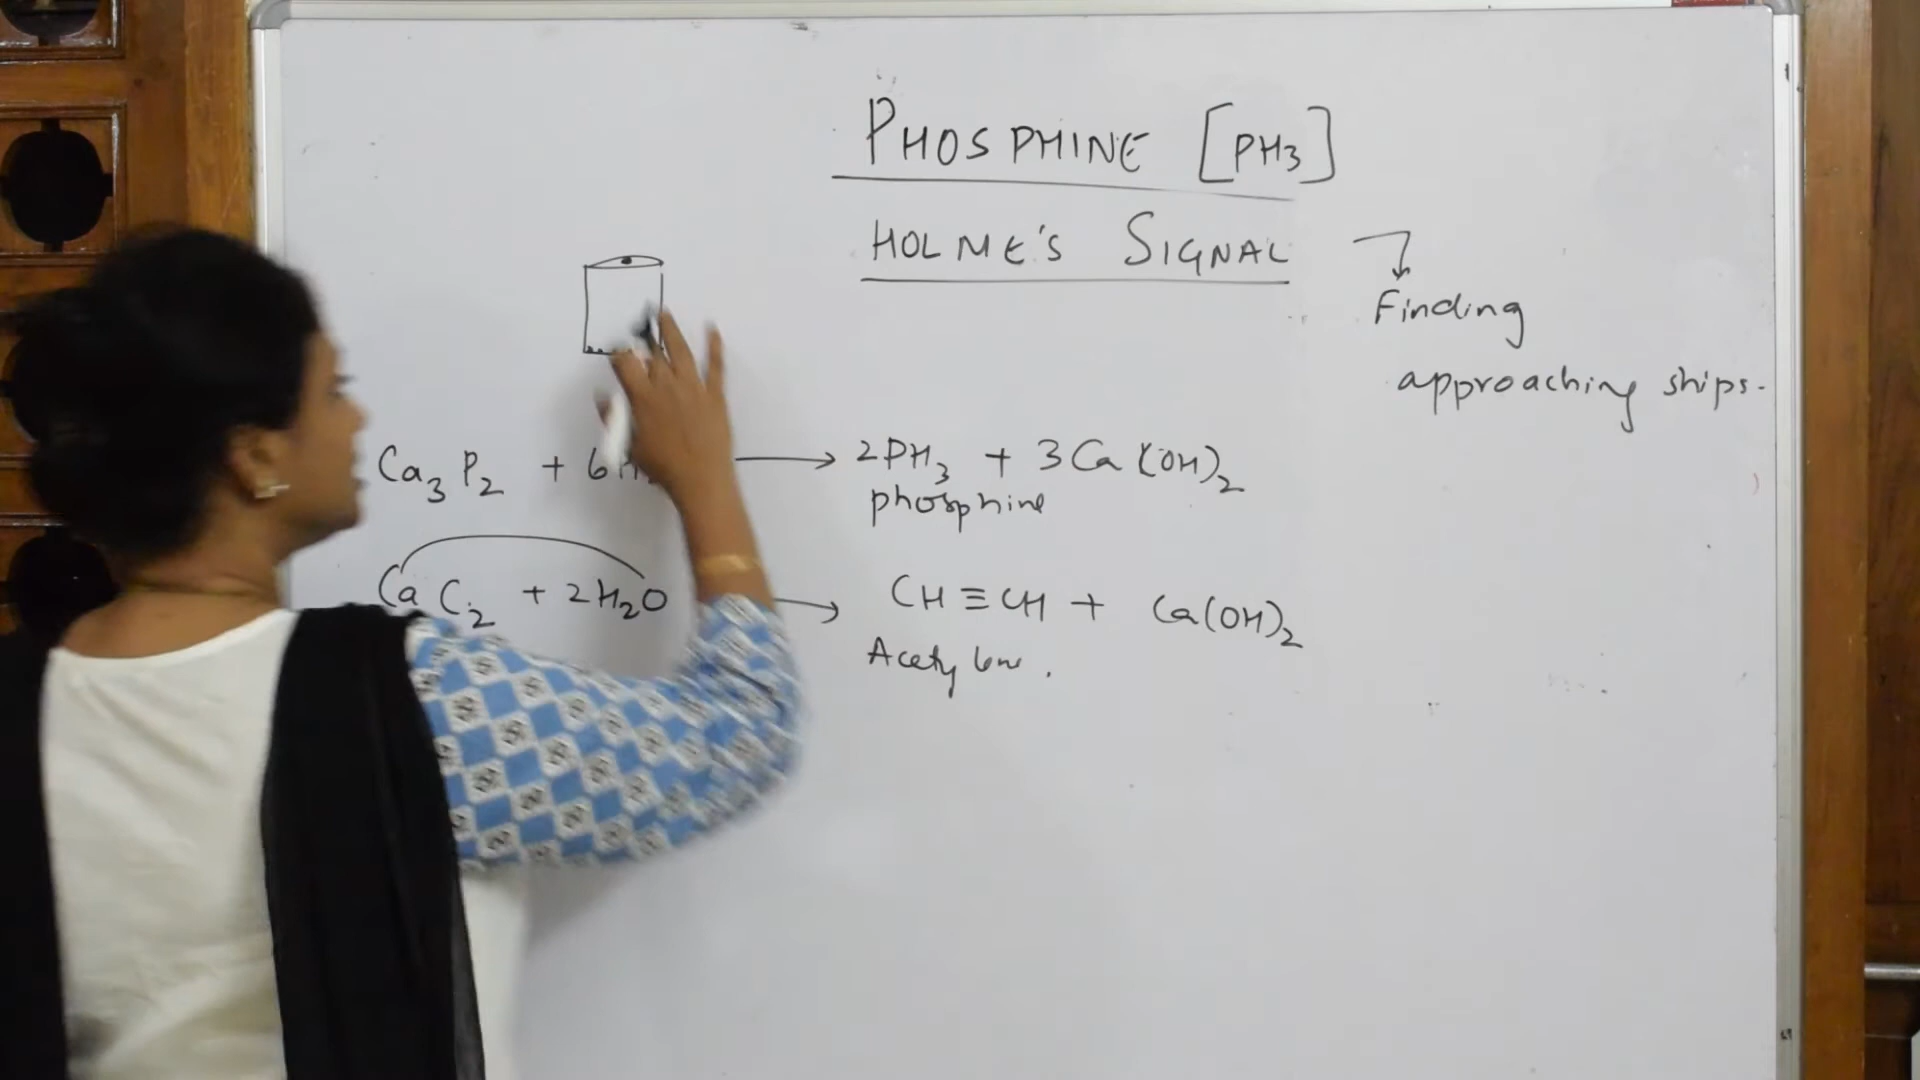 PHOSPHINE [PH3]
HOLME'S SIGNAL
Finding
approaching ships.
Ca3P2 + 6H → 2PH3 + 3Ca(OH)2
phosphine
CaC2 + 2H2O → CH≡CH + Ca(OH)2
Acetylene.